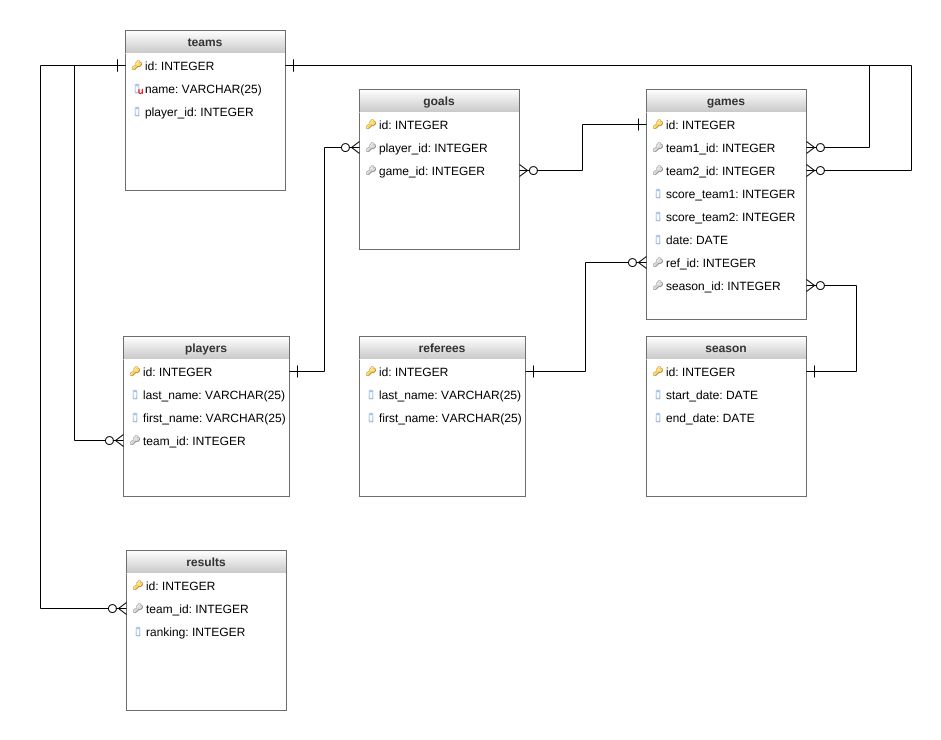 teams
id: INTEGER
name: VARCHAR(25)
player_id: INTEGER
goals
id: INTEGER
player_id: INTEGER
game_id: INTEGER
games
id: INTEGER
team1_id: INTEGER
team2_id: INTEGER
score_team1: INTEGER
score_team2: INTEGER
date: DATE
ref_id: INTEGER
season_id: INTEGER
players
id: INTEGER
last_name: VARCHAR(25)
first_name: VARCHAR(25)
team_id: INTEGER
referees
id: INTEGER
last_name: VARCHAR(25)
first_name: VARCHAR(25)
season
id: INTEGER
start_date: DATE
end_date: DATE
results
id: INTEGER
team_id: INTEGER
ranking: INTEGER